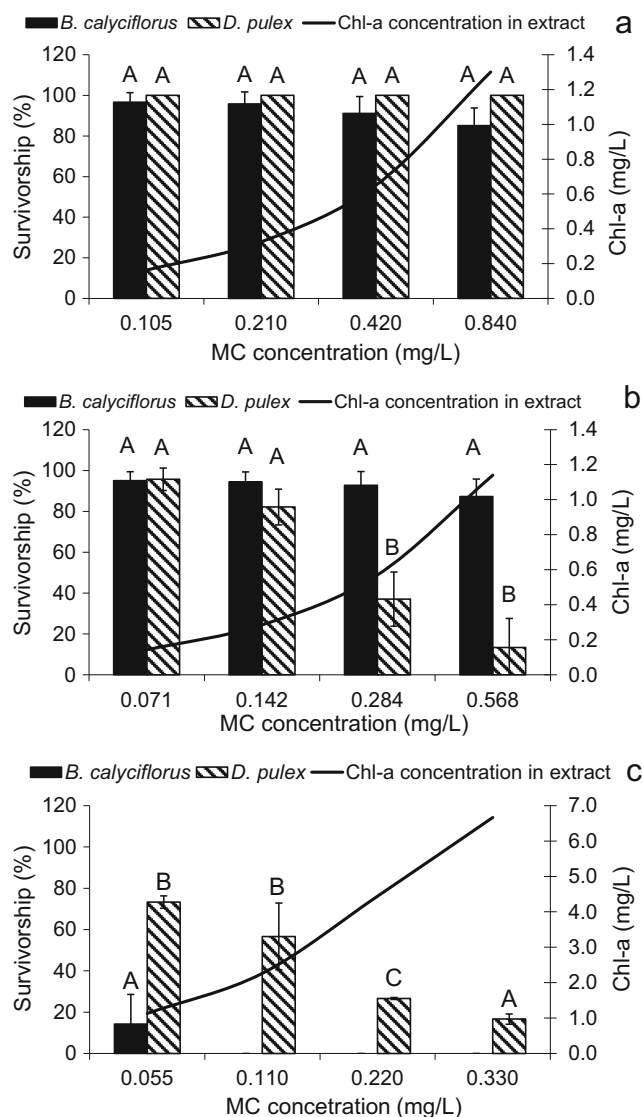 B. calyciflorus D. pulex Chl-a concentration in extract a
120 1.4
A A A A A A A A
100 1.2
80 1.0
60 0.8
40 0.6
20 0.4
0 0.2
0.0
Survivorship (%)
Chl-a (mg/L)
0.105 0.210 0.420 0.840
MC concentration (mg/L)
B. calyciflorus D. pulex Chl-a concentration in extract b
120 1.4
A A A A A B A B
100 1.2
80 1.0
60 0.8
40 0.6
20 0.4
0 0.2
0.0
Survivorship (%)
Chl-a (mg/L)
0.071 0.142 0.284 0.568
MC concentration (mg/L)
B. calyciflorus D. pulex Chl-a concentration in extract c
120 7.0
100 6.0
80 5.0
60 4.0
40 3.0
20 2.0
0 1.0
0.0
A B B C A
Survivorship (%)
Chl-a (mg/L)
0.055 0.110 0.220 0.330
MC concetration (mg/L)